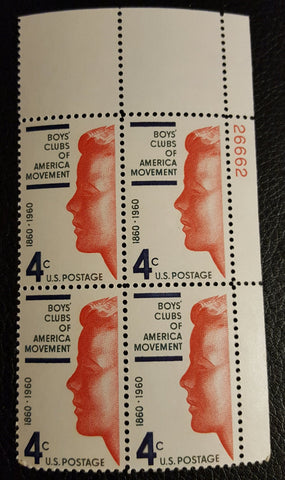 BOYS'
CLUBS
OF
AMERICA
MOVEMENT
1860 · 1960
4c
U.S. POSTAGE
BOYS'
CLUBS
OF
AMERICA
MOVEMENT
1860 · 1960
4c
U.S. POSTAGE
26662
BOYS'
CLUBS
OF
AMERICA
MOVEMENT
1860 · 1960
4c
U.S. POSTAGE
BOYS'
CLUBS
OF
AMERICA
MOVEMENT
1860 · 1960
4c
U.S. POSTAGE